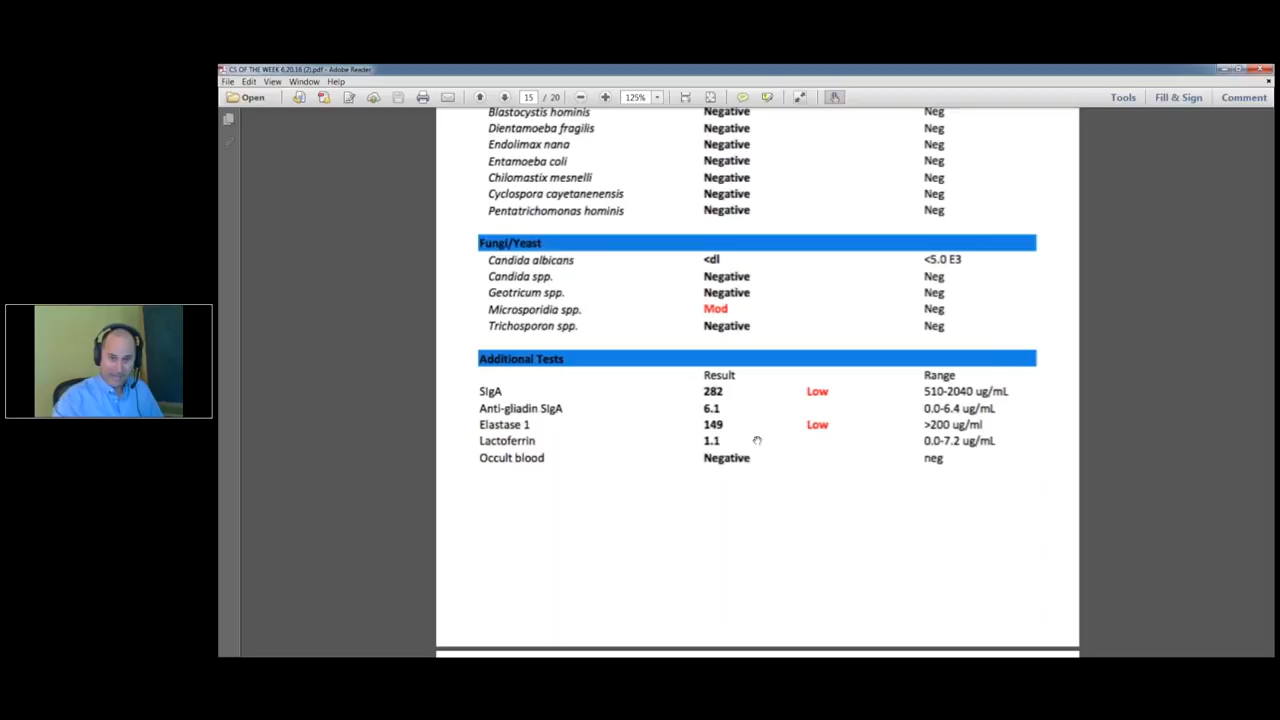 CS OF THE WEEK 6.20.16 (2).pdf - Adobe Reader
File Edit View Window Help
Open 15 / 20 125% Tools Fill & Sign Comment
Blastocystis hominis Negative Neg
Dientamoeba fragilis Negative Neg
Endolimax nana Negative Neg
Entamoeba coli Negative Neg
Chilomastix mesnelli Negative Neg
Cyclospora cayetanenensis Negative Neg
Pentatrichomonas hominis Negative Neg
Fungi/Yeast
Candida albicans <dl <5.0 E3
Candida spp. Negative Neg
Geotricum spp. Negative Neg
Microsporidia spp. Mod Neg
Trichosporon spp. Negative Neg
Additional Tests
Result Range
SIgA 282 Low 510-2040 ug/mL
Anti-gliadin SIgA 6.1 0.0-6.4 ug/mL
Elastase 1 149 Low >200 ug/ml
Lactoferrin 1.1 0.0-7.2 ug/mL
Occult blood Negative neg